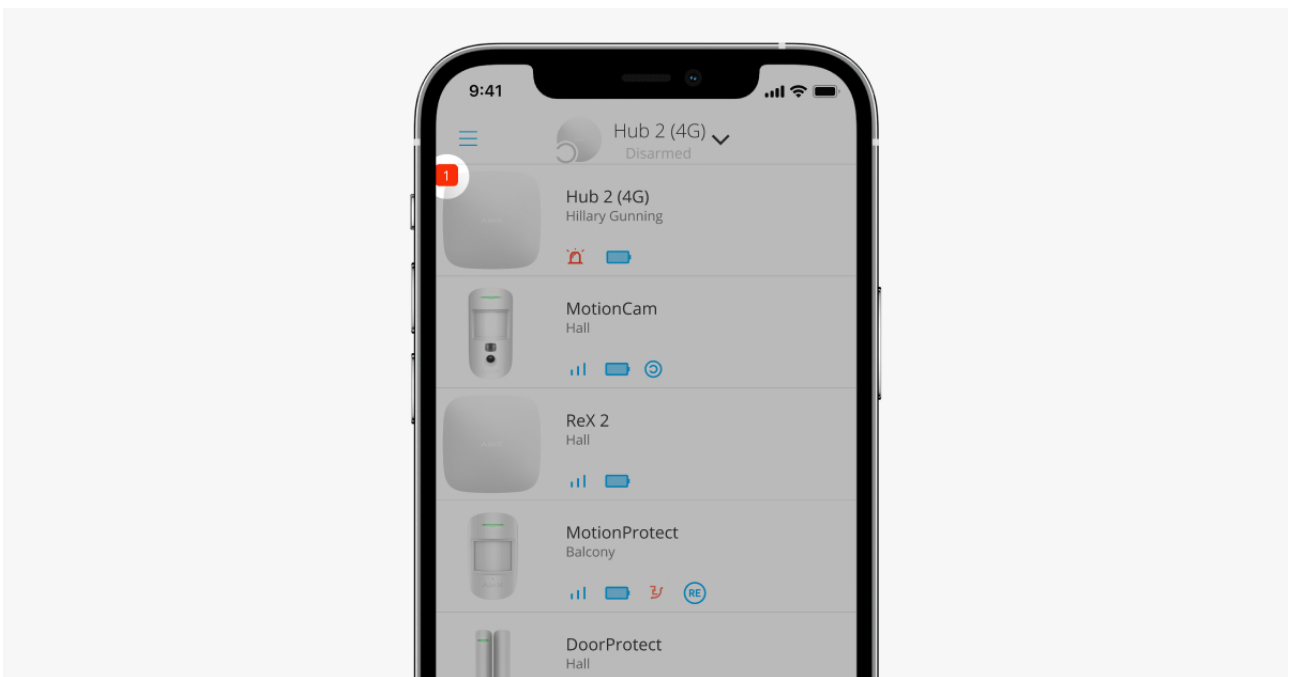 9:41
Hub 2 (4G)
Disarmed
1
Hub 2 (4G)
Hillary Gunning
MotionCam
Hall
ReX 2
Hall
MotionProtect
Balcony
RE
DoorProtect
Hall